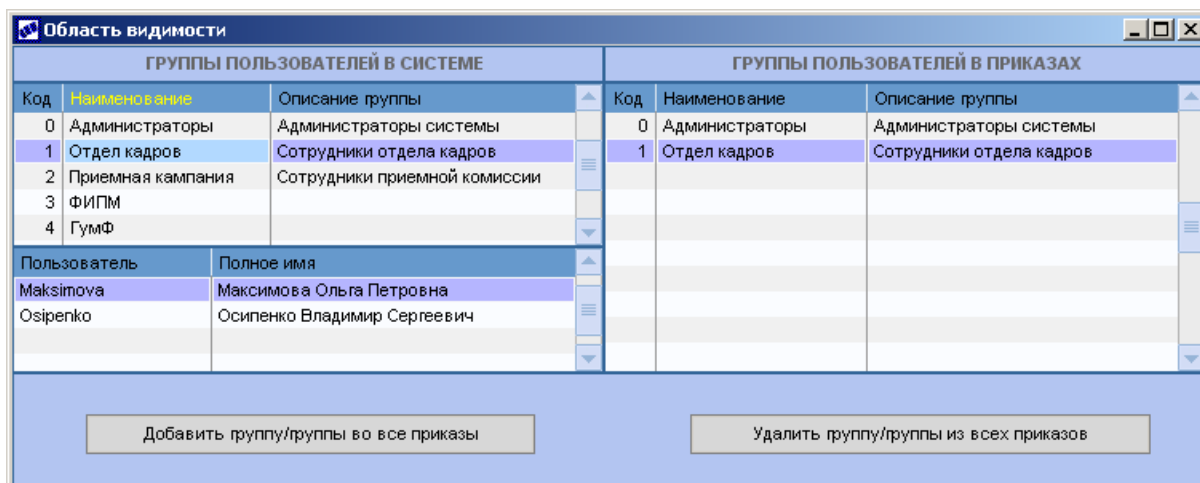 Область видимости
ГРУППЫ ПОЛЬЗОВАТЕЛЕЙ В СИСТЕМЕ
Код Наименование Описание группы
0 Администраторы Администраторы системы
1 Отдел кадров Сотрудники отдела кадров
2 Приемная кампания Сотрудники приемной комиссии
3 ФИПМ
4 ГумФ
Пользователь Полное имя
Maksimova Максимова Ольга Петровна
Osipenko Осипенко Владимир Сергеевич
Добавить группу/группы во все приказы
ГРУППЫ ПОЛЬЗОВАТЕЛЕЙ В ПРИКАЗАХ
Код Наименование Описание группы
0 Администраторы Администраторы системы
1 Отдел кадров Сотрудники отдела кадров
Удалить группу/группы из всех приказов